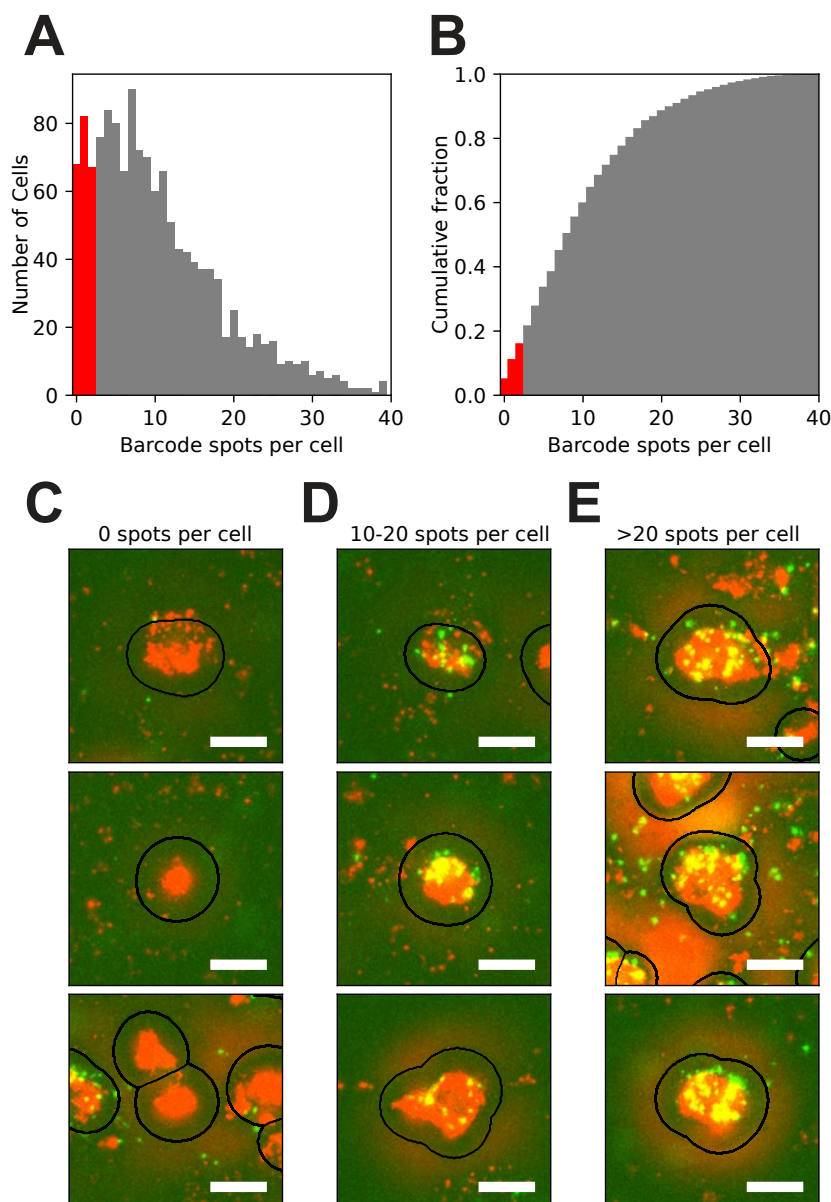 A
B
80
60
40
20
0
Number of Cells
0 10 20 30 40
Barcode spots per cell
1.0
0.8
0.6
0.4
0.2
0.0
Cumulative fraction
0 10 20 30 40
Barcode spots per cell
C
D
E
0 spots per cell
10-20 spots per cell
>20 spots per cell